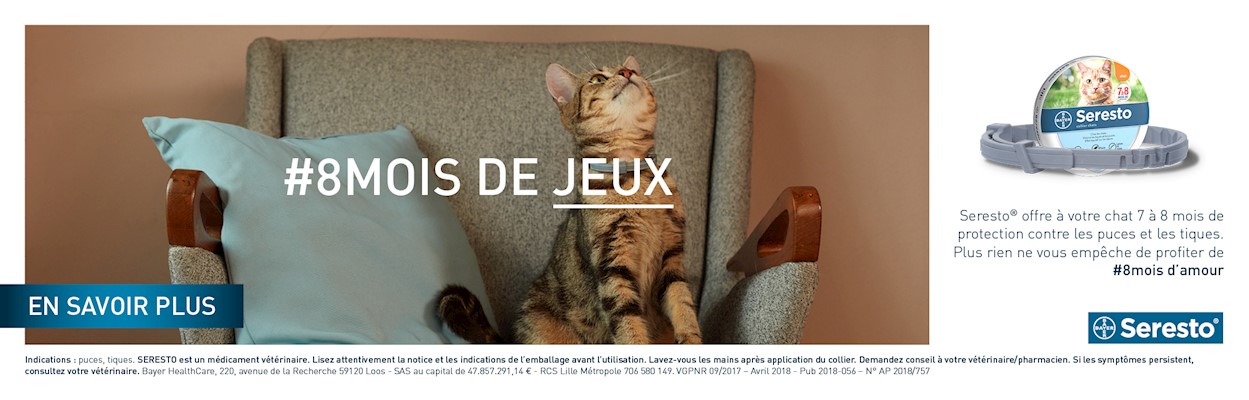 #8MOIS DE JEUX
EN SAVOIR PLUS
7à8
BAYER
Seresto
Seresto® offre à votre chat 7 à 8 mois de
protection contre les puces et les tiques.
Plus rien ne vous empêche de profiter de
#8mois d’amour
BAYER Seresto®
Indications : puces, tiques. SERESTO est un médicament vétérinaire. Lisez attentivement la notice et les indications de l’emballage avant l’utilisation. Lavez-vous les mains après application du collier. Demandez conseil à votre vétérinaire/pharmacien. Si les symptômes persistent,
consultez votre vétérinaire. Bayer HealthCare, 220, avenue de la Recherche 59120 Loos - SAS au capital de 47.857.291,14 € - RCS Lille Métropole 706 580 149. VGPNR 09/2017 – Avril 2018 - Pub 2018-056 – N° AP 2018/757